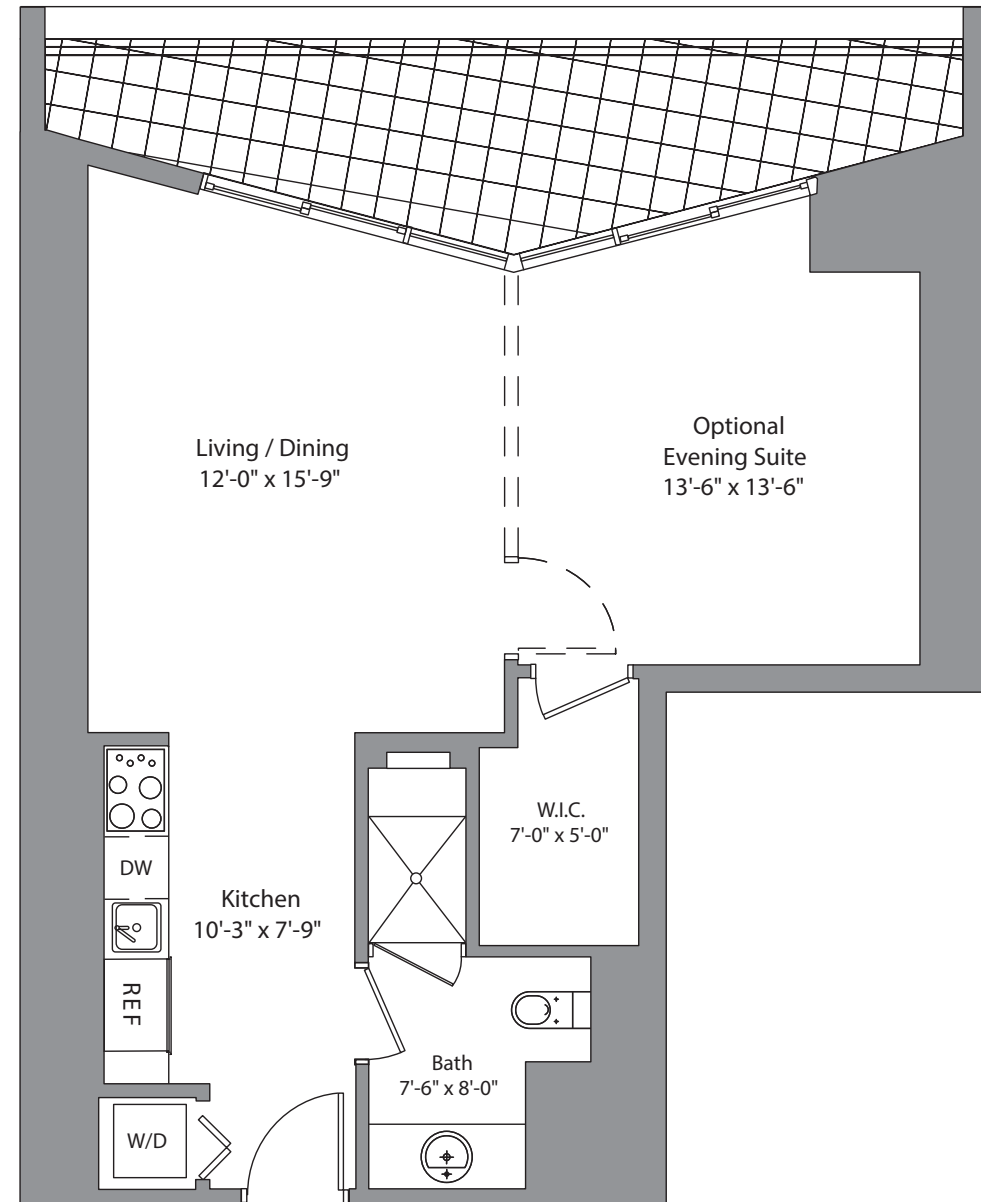 Living / Dining
12'-0" x 15'-9"
Optional
Evening Suite
13'-6" x 13'-6"
W.I.C.
7'-0" x 5'-0"
DW
Kitchen
10'-3" x 7'-9"
REF
Bath
7'-6" x 8'-0"
W/D